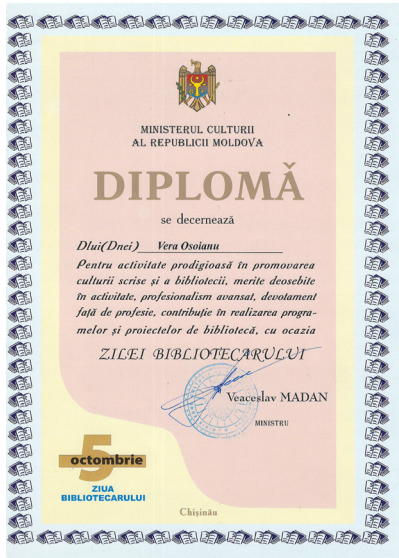 MINISTERUL CULTURII
AL REPUBLICII MOLDOVA
DIPLOMĂ
se decernează
Dlui(Dnei) Vera Osoianu
Pentru activitate prodigioasă în promovarea
culturii scrise și a bibliotecii, merite deosebite
în activitate, profesionalism avansat, devotament
față de profesie, contribuție în realizarea progra-
melor și proiectelor de bibliotecă, cu ocazia
ZILEI BIBLIOTECARULUI
Veaceslav MADAN
MINISTRU
5
octombrie
ZIUA
BIBLIOTECARULUI
Chișinău